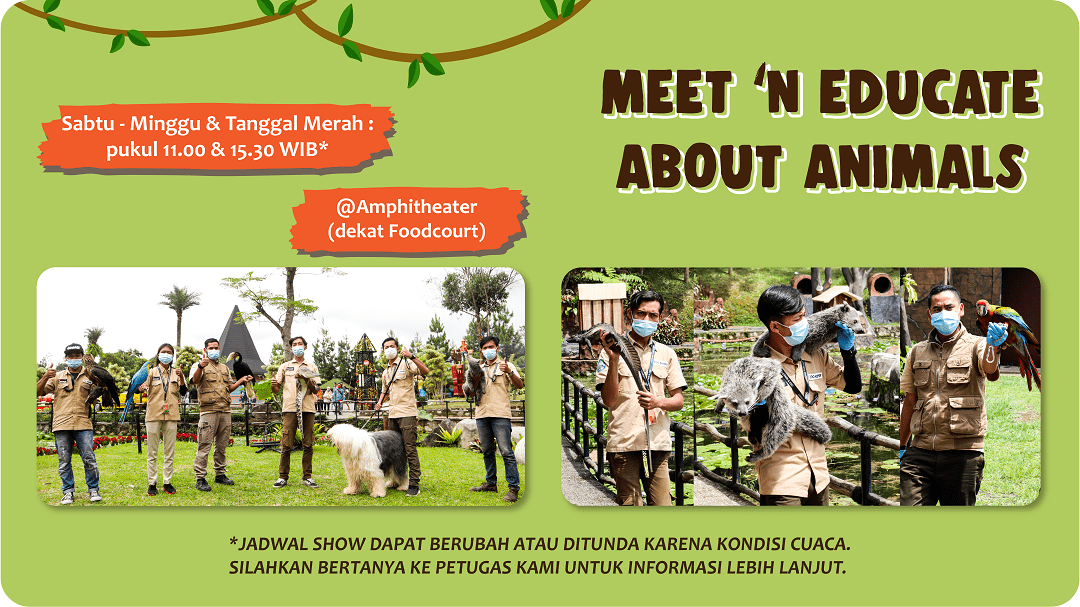 MEET 'N EDUCATE
ABOUT ANIMALS
Sabtu - Minggu & Tanggal Merah :
pukul 11.00 & 15.30 WIB*
@Amphitheater
(dekat Foodcourt)
*JADWAL SHOW DAPAT BERUBAH ATAU DITUNDA KARENA KONDISI CUACA.
SILAHKAN BERTANYA KE PETUGAS KAMI UNTUK INFORMASI LEBIH LANJUT.